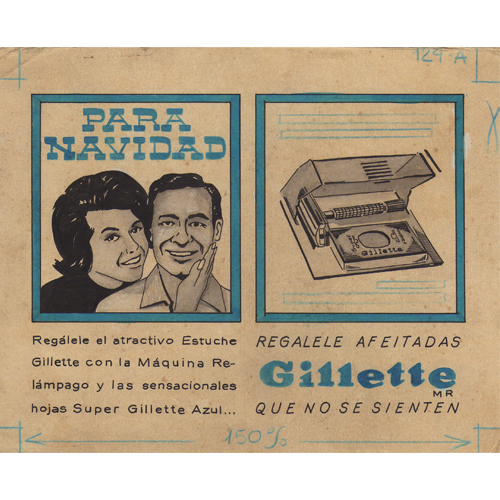 129-A
PARA
NAVIDAD
Gillette
Regálele el atractivo Estuche
Gillette con la Máquina Re-
lámpago y las sensacionales
hojas Super Gillette Azul...
REGALELE AFEITADAS
Gillette
MR
QUE NO SE SIENTEN
150%